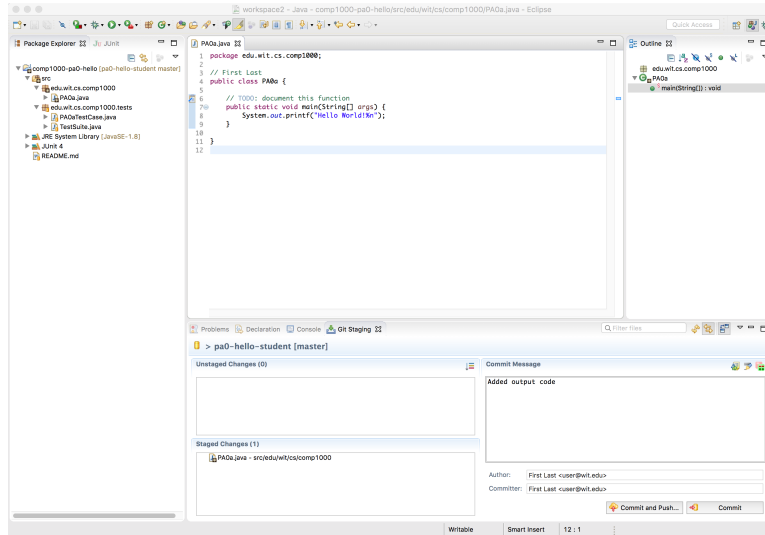 workspace2 - Java - comp1000-pa0-hello/src/edu/wit/cs/comp1000/PA0a.java - Eclipse
Quick Access
Package Explorer
JUnit
comp1000-pa0-hello [pa0-hello-student master]
src
edu.wit.cs.comp1000
PA0a.java
edu.wit.cs.comp1000.tests
PA0aTestCase.java
TestSuite.java
JRE System Library [JavaSE-1.8]
JUnit 4
README.md
PA0a.java
1 package edu.wit.cs.comp1000;
2
3 // First Last
4 public class PA0a {
5
6 // TODO: document this function
7 public static void main(String[] args) {
8 System.out.printf("Hello World!%n");
9 }
10
11 }
12
Outline
edu.wit.cs.comp1000
PA0a
main(String[]) : void
Problems
Declaration
Console
Git Staging
Filter files
> pa0-hello-student [master]
Unstaged Changes (0)
Staged Changes (1)
PA0a.java - src/edu/wit/cs/comp1000
Commit Message
Added output code
Author: First Last <user@wit.edu>
Committer: First Last <user@wit.edu>
Commit and Push...
Commit
Writable
Smart Insert
12 : 1